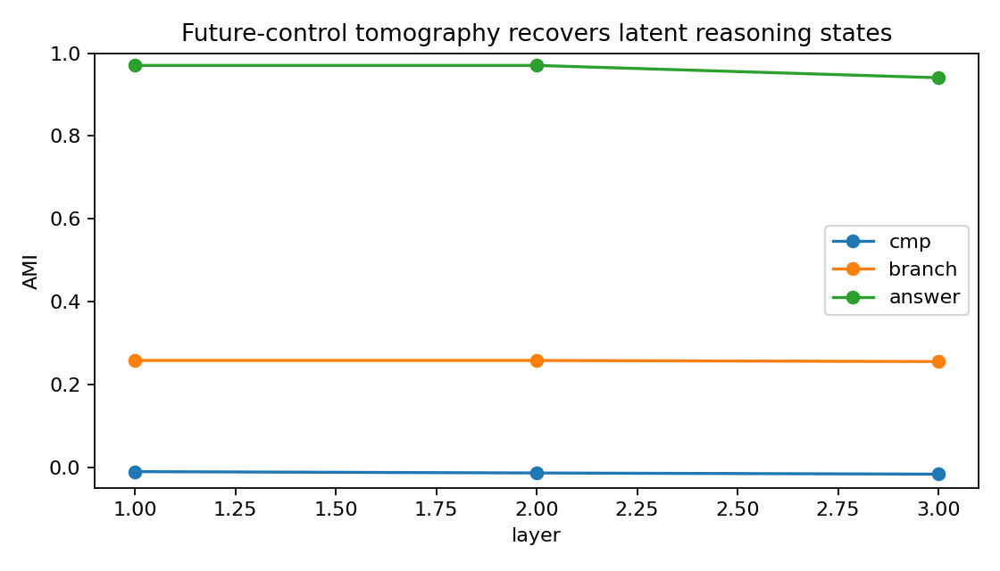 Future-control tomography recovers latent reasoning states
1.0
0.8
0.6
0.4
0.2
0.0
AMI
cmp
branch
answer
1.00 1.25 1.50 1.75 2.00 2.25 2.50 2.75 3.00
layer